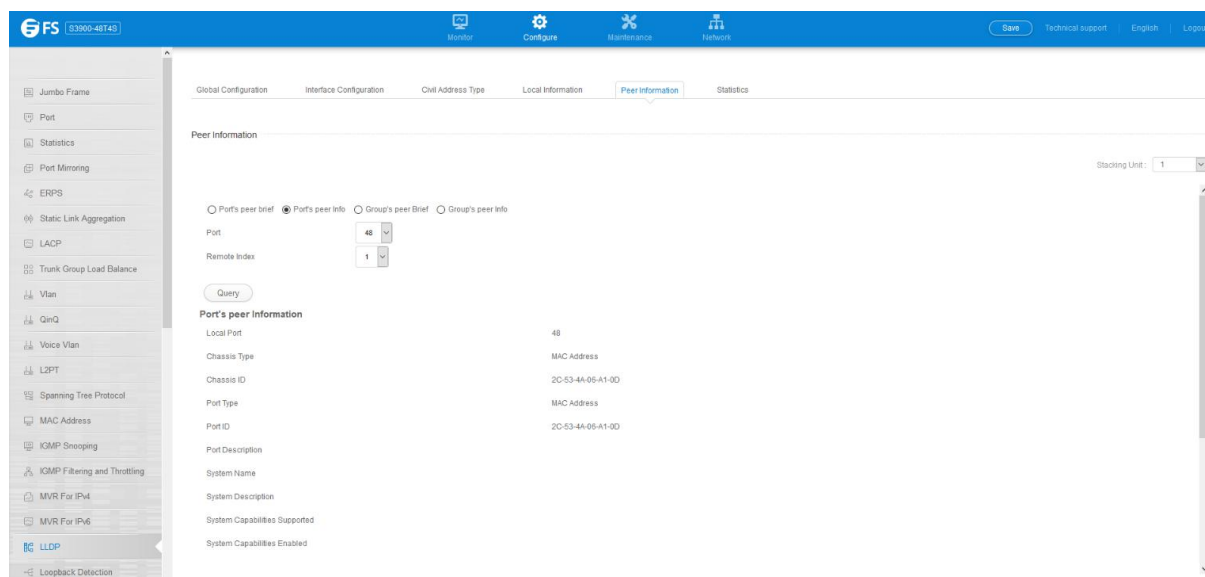 FS S3900-48T4S
Monitor Configure Maintenance Network
Save Technical support English Logou
Jumbo Frame
Port
Statistics
Port Mirroring
ERPS
Static Link Aggregation
LACP
Trunk Group Load Balance
Vlan
QinQ
Voice Vlan
L2PT
Spanning Tree Protocol
MAC Address
IGMP Snooping
IGMP Filtering and Throttling
MVR For IPv4
MVR For IPv6
LLDP
Loopback Detection
Global Configuration Interface Configuration Civil Address Type Local Information Peer Information Statistics
Peer Information
Stacking Unit : 1
Port's peer brief Port's peer Info Group's peer Brief Group's peer Info
Port 48
Remote Index 1
Query
Port's peer Information
Local Port 48
Chassis Type MAC Address
Chassis ID 2C-53-4A-06-A1-0D
Port Type MAC Address
Port ID 2C-53-4A-06-A1-0D
Port Description
System Name
System Description
System Capabilities Supported
System Capabilities Enabled